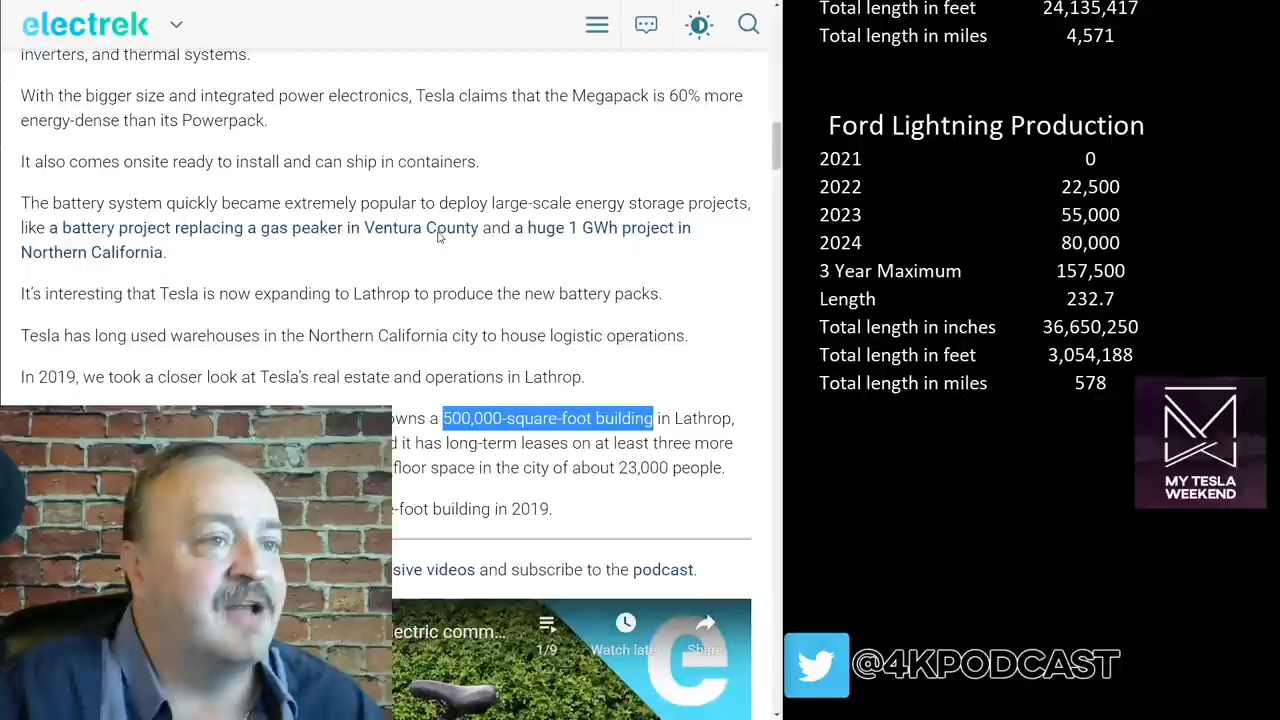 electrek
inverters, and thermal systems.
With the bigger size and integrated power electronics, Tesla claims that the Megapack is 60% more
energy-dense than its Powerpack.
It also comes onsite ready to install and can ship in containers.
The battery system quickly became extremely popular to deploy large-scale energy storage projects,
like a battery project replacing a gas peaker in Ventura County and a huge 1 GWh project in
Northern California.
It's interesting that Tesla is now expanding to Lathrop to produce the new battery packs.
Tesla has long used warehouses in the Northern California city to house logistic operations.
In 2019, we took a closer look at Tesla's real estate and operations in Lathrop.
owns a 500,000-square-foot building in Lathrop,
it has long-term leases on at least three more
floor space in the city of about 23,000 people.
-foot building in 2019.
sive videos and subscribe to the podcast.
ectric comm...
1/9
Watch late
Share
e
Total length in feet 24,135,417
Total length in miles 4,571
Ford Lightning Production
2021 0
2022 22,500
2023 55,000
2024 80,000
3 Year Maximum 157,500
Length 232.7
Total length in inches 36,650,250
Total length in feet 3,054,188
Total length in miles 578
MY TESLA
WEEKEND
@4KPODCAST